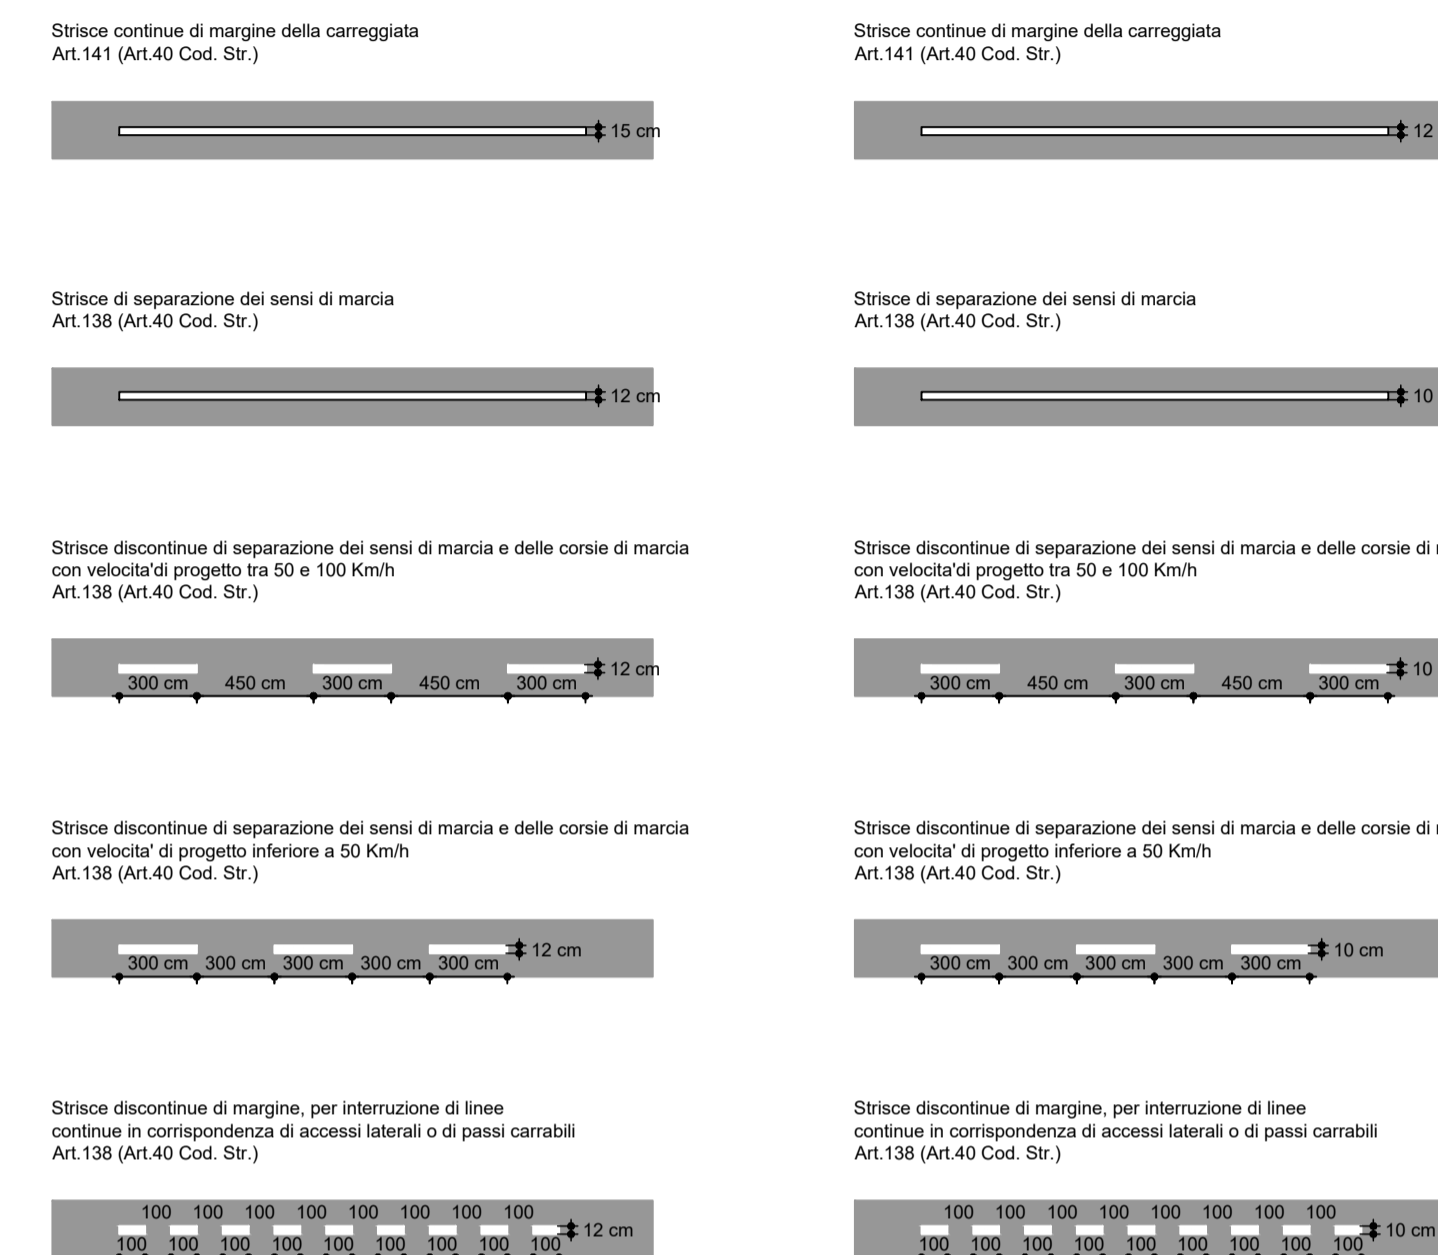 Strisce continue di margine della carreggiata
Art.141 (Art.40 Cod. Str.)
15 cm
Strisce di separazione dei sensi di marcia
Art.138 (Art.40 Cod. Str.)
12 cm
Strisce discontinue di separazione dei sensi di marcia e delle corsie di marcia
con velocita'di progetto tra 50 e 100 Km/h
Art.138 (Art.40 Cod. Str.)
12 cm
300 cm 450 cm 300 cm 450 cm 300 cm
Strisce discontinue di separazione dei sensi di marcia e delle corsie di marcia
con velocita' di progetto inferiore a 50 Km/h
Art.138 (Art.40 Cod. Str.)
12 cm
300 cm 300 cm 300 cm 300 cm 300 cm
Strisce discontinue di margine, per interruzione di linee
continue in corrispondenza di accessi laterali o di passi carrabili
Art.138 (Art.40 Cod. Str.)
100 100 100 100 100 100 100 100
12 cm
100 100 100 100 100 100 100 100 100
Strisce continue di margine della carreggiata
Art.141 (Art.40 Cod. Str.)
12
Strisce di separazione dei sensi di marcia
Art.138 (Art.40 Cod. Str.)
10
Strisce discontinue di separazione dei sensi di marcia e delle corsie di
con velocita'di progetto tra 50 e 100 Km/h
Art.138 (Art.40 Cod. Str.)
10
300 cm 450 cm 300 cm 450 cm 300 cm
Strisce discontinue di separazione dei sensi di marcia e delle corsie di
con velocita' di progetto inferiore a 50 Km/h
Art.138 (Art.40 Cod. Str.)
10 cm
300 cm 300 cm 300 cm 300 cm 300 cm
Strisce discontinue di margine, per interruzione di linee
continue in corrispondenza di accessi laterali o di passi carrabili
Art.138 (Art.40 Cod. Str.)
100 100 100 100 100 100 100 100
10 cm
100 100 100 100 100 100 100 100 100